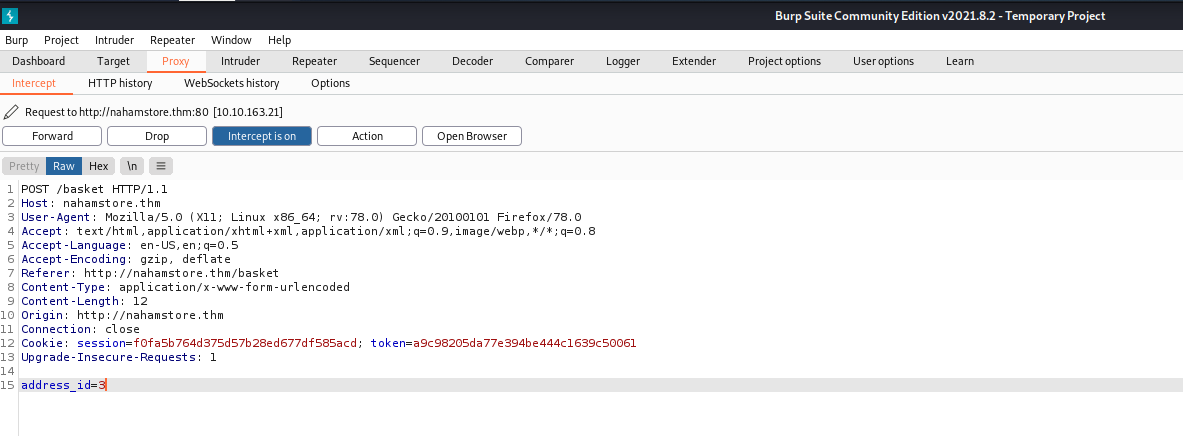 Burp Suite Community Edition v2021.8.2 - Temporary Project
Burp Project Intruder Repeater Window Help
Dashboard Target Proxy Intruder Repeater Sequencer Decoder Comparer Logger Extender Project options User options Learn
Intercept HTTP history WebSockets history Options
Request to http://nahamstore.thm:80 [10.10.163.21]
Forward Drop Intercept is on Action Open Browser
Pretty Raw Hex \n
1 POST /basket HTTP/1.1
2 Host: nahamstore.thm
3 User-Agent: Mozilla/5.0 (X11; Linux x86_64; rv:78.0) Gecko/20100101 Firefox/78.0
4 Accept: text/html,application/xhtml+xml,application/xml;q=0.9,image/webp,*/*;q=0.8
5 Accept-Language: en-US,en;q=0.5
6 Accept-Encoding: gzip, deflate
7 Referer: http://nahamstore.thm/basket
8 Content-Type: application/x-www-form-urlencoded
9 Content-Length: 12
10 Origin: http://nahamstore.thm
11 Connection: close
12 Cookie: session=f0fa5b764d375d57b28ed677df585acd; token=a9c98205da77e394be444c1639c50061
13 Upgrade-Insecure-Requests: 1
14
15 address_id=3